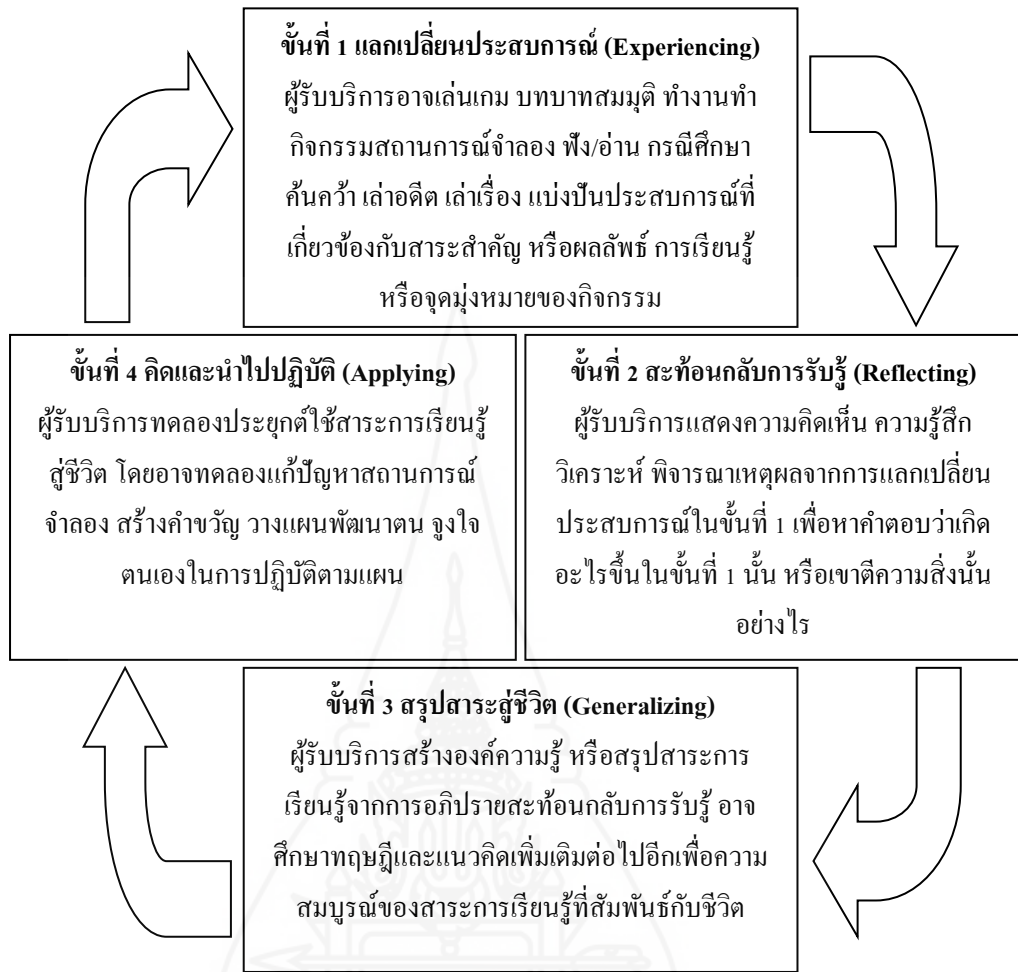 ขั้นที่ 1 แลกเปลี่ยนประสบการณ์ (Experiencing)
ผู้รับบริการอาจเล่นเกม บทบาทสมมุติ ทำงานทำ
กิจกรรมสถานการณ์จำลอง ฟัง/อ่าน กรณีศึกษา
ค้นคว้า เล่าอดีต เล่าเรื่อง แบ่งปันประสบการณ์ที่
เกี่ยวข้องกับสาระสำคัญ หรือผลลัพธ์ การเรียนรู้
หรือจุดมุ่งหมายของกิจกรรม
ขั้นที่ 2 สะท้อนกลับการรับรู้ (Reflecting)
ผู้รับบริการแสดงความคิดเห็น ความรู้สึก
วิเคราะห์ พิจารณาเหตุผลจากการแลกเปลี่ยน
ประสบการณ์ในขั้นที่ 1 เพื่อหาคำตอบว่าเกิด
อะไรขึ้นในขั้นที่ 1 นั้น หรือเขาตีความสิ่งนั้น
อย่างไร
ขั้นที่ 3 สรุปสาระสู่ชีวิต (Generalizing)
ผู้รับบริการสร้างองค์ความรู้ หรือสรุปสาระการ
เรียนรู้จากการอภิปรายสะท้อนกลับการรับรู้ อาจ
ศึกษาทฤษฎีและแนวคิดเพิ่มเติมต่อไปอีกเพื่อความ
สมบูรณ์ของสาระการเรียนรู้ที่สัมพันธ์กับชีวิต
ขั้นที่ 4 คิดและนำไปปฏิบัติ (Applying)
ผู้รับบริการทดลองประยุกต์ใช้สาระการเรียนรู้
สู่ชีวิต โดยอาจทดลองแก้ปัญหาสถานการณ์
จำลอง สร้างคำขวัญ วางแผนพัฒนาตน จูงใจ
ตนเองในการปฏิบัติตามแผน